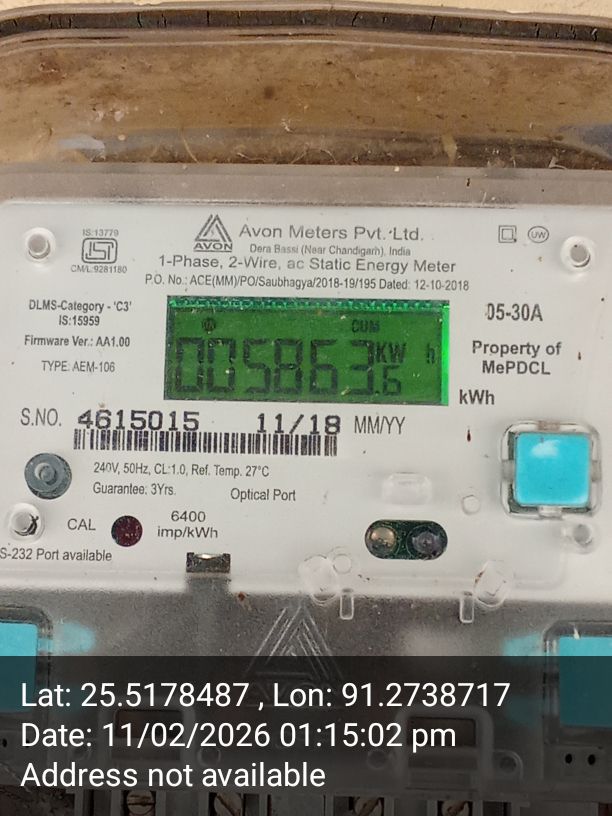 IS:13779
CM/L:9281180
AVON
Avon Meters Pvt. Ltd.
Dera Bassi (Near Chandigarh), India
1-Phase, 2-Wire, ac Static Energy Meter
P.O. No.: ACE(MM)/PO/Saubhagya/2018-19/195 Dated: 12-10-2018
UW
DLMS-Category - 'C3'
IS:15959
Firmware Ver.: AA1.00
TYPE: AEM-106
CUM
005863.6 KW h
05-30A
Property of
MePDCL
kWh
S.NO. 4615015 11/18 MM/YY
240V, 50Hz, CL:1.0, Ref. Temp. 27°C
Guarantee: 3Yrs. Optical Port
CAL 6400
imp/kWh
S-232 Port available
Lat: 25.5178487 , Lon: 91.2738717
Date: 11/02/2026 01:15:02 pm
Address not available